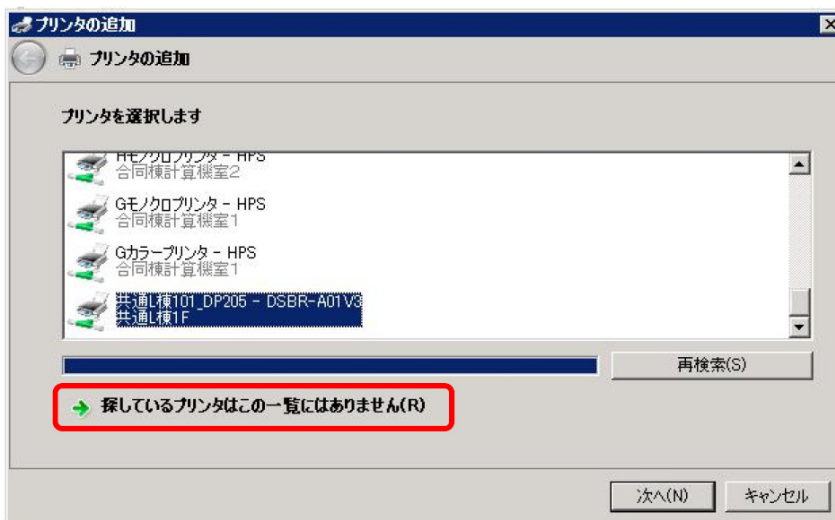 プリンタの追加
プリンタの追加
プリンタを選択します
Hモノクロプリンタ - HPS
合同棟計算機室2
Gモノクロプリンタ - HPS
合同棟計算機室1
Gカラープリンタ - HPS
合同棟計算機室1
共通L棟101_DP205 - DSBR-A01V3
共通L棟1F
再検索(S)
探しているプリンタはこの一覧にはありません(R)
次へ(N)
キャンセル